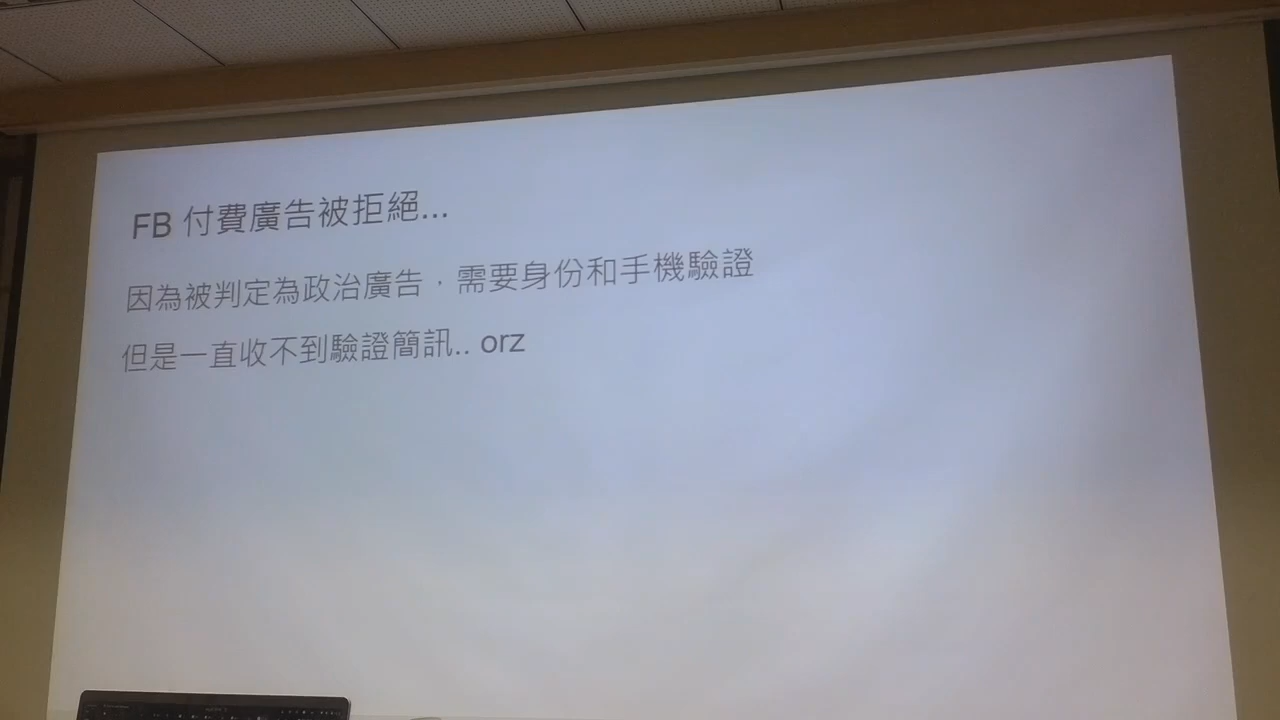 FB 付費廣告被拒絕...
因為被判定為政治廣告，需要身份和手機驗證
但是一直收不到驗證簡訊.. orz